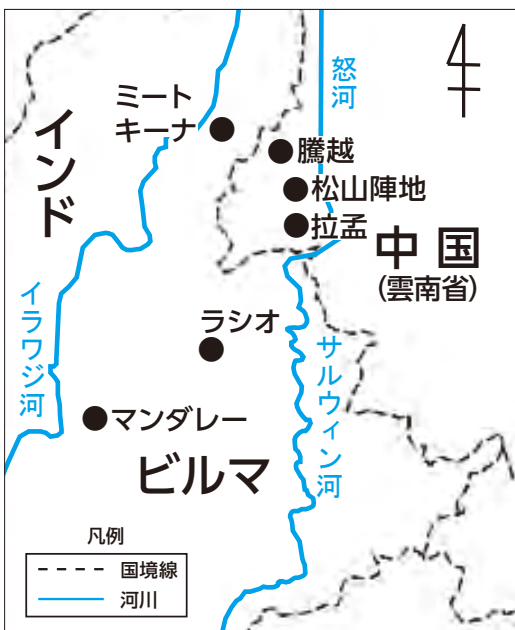 ミート
キーナ
インド
怒河
騰越
松山陣地
拉孟
中国
(雲南省)
イラワジ河
ラシオ
サルウィン河
マンダレー
ビルマ
凡例
国境線
河川